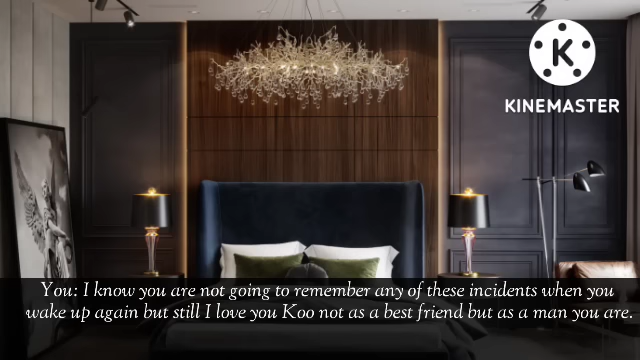 K
KINEMASTER
You: I know you are not going to remember any of these incidents when you
wake up again but still I love you Koo not as a best friend but as a man you are.